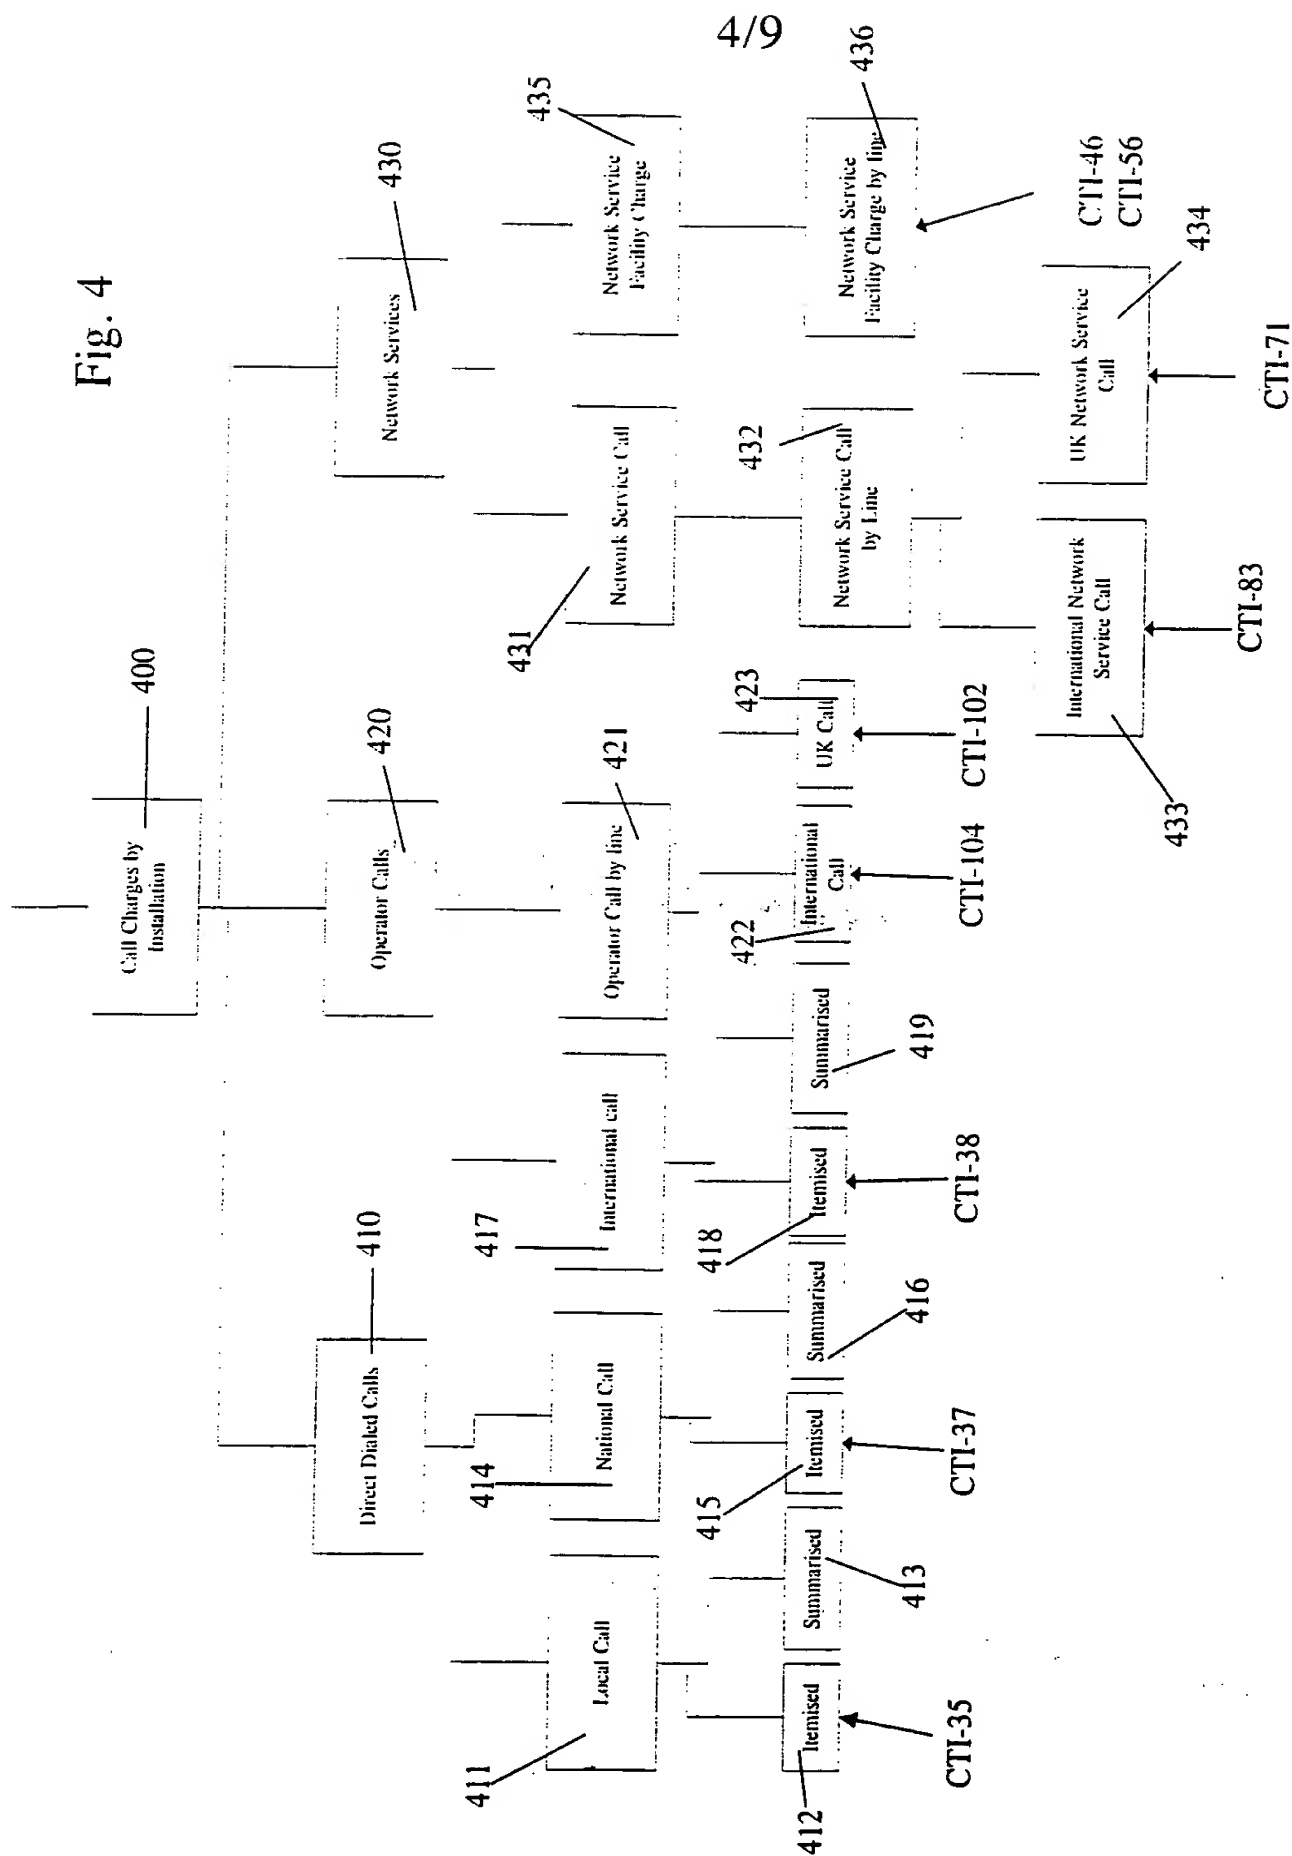 4/9
Fig. 4
400
Call Charges by
Installation
410
Direct Dialed Calls
420
Operator Calls
430
Network Services
411
Local Call
414
National Call
417
International call
421
Operator Call by line
431
Network Service Call
435
Network Service
Facility Charge
412
Itemised
413
Summarised
415
Itemised
416
Summarised
418
Itemised
419
Summarised
422
International
Call
423
UK Call
432
Network Service Call
by Line
436
Network Service
Facility Charge by line
CTI-35
CTI-37
CTI-38
CTI-104
CTI-102
CTI-46
CTI-56
433
International Network
Service Call
434
UK Network Service
Call
CTI-83
CTI-71